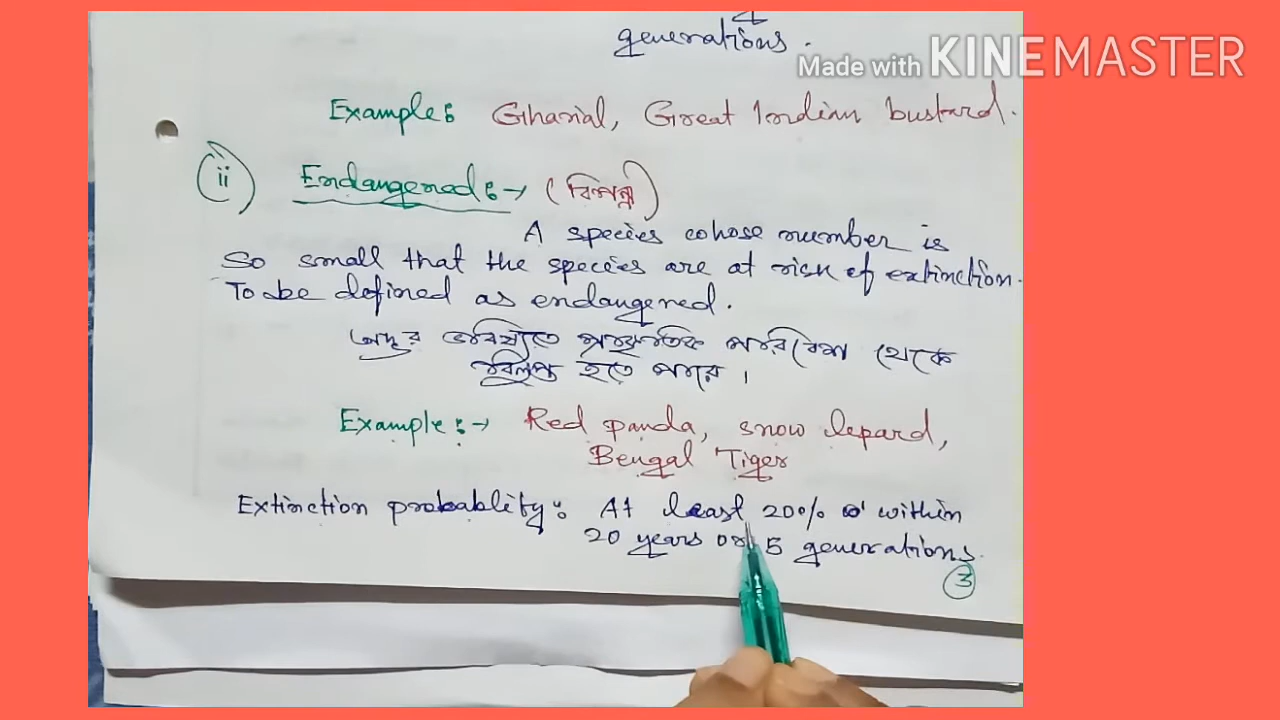 generations.
Made with KINEMASTER
Example: Gharial, Great Indian bustard.
ii Endangered:→ (বিপন্ন)
A species whose number is
So small that the species are at risk of extinction.
To be defined as endangered.
অদূর ভবিষ্যতে প্রাকৃতিক পরিবেশ থেকে
বিলুপ্ত হতে পারে ।
Example:→ Red panda, snow lepard,
Bengal Tiger
Extinction probablity: At least 20% within
20 years or 5 generations.
3